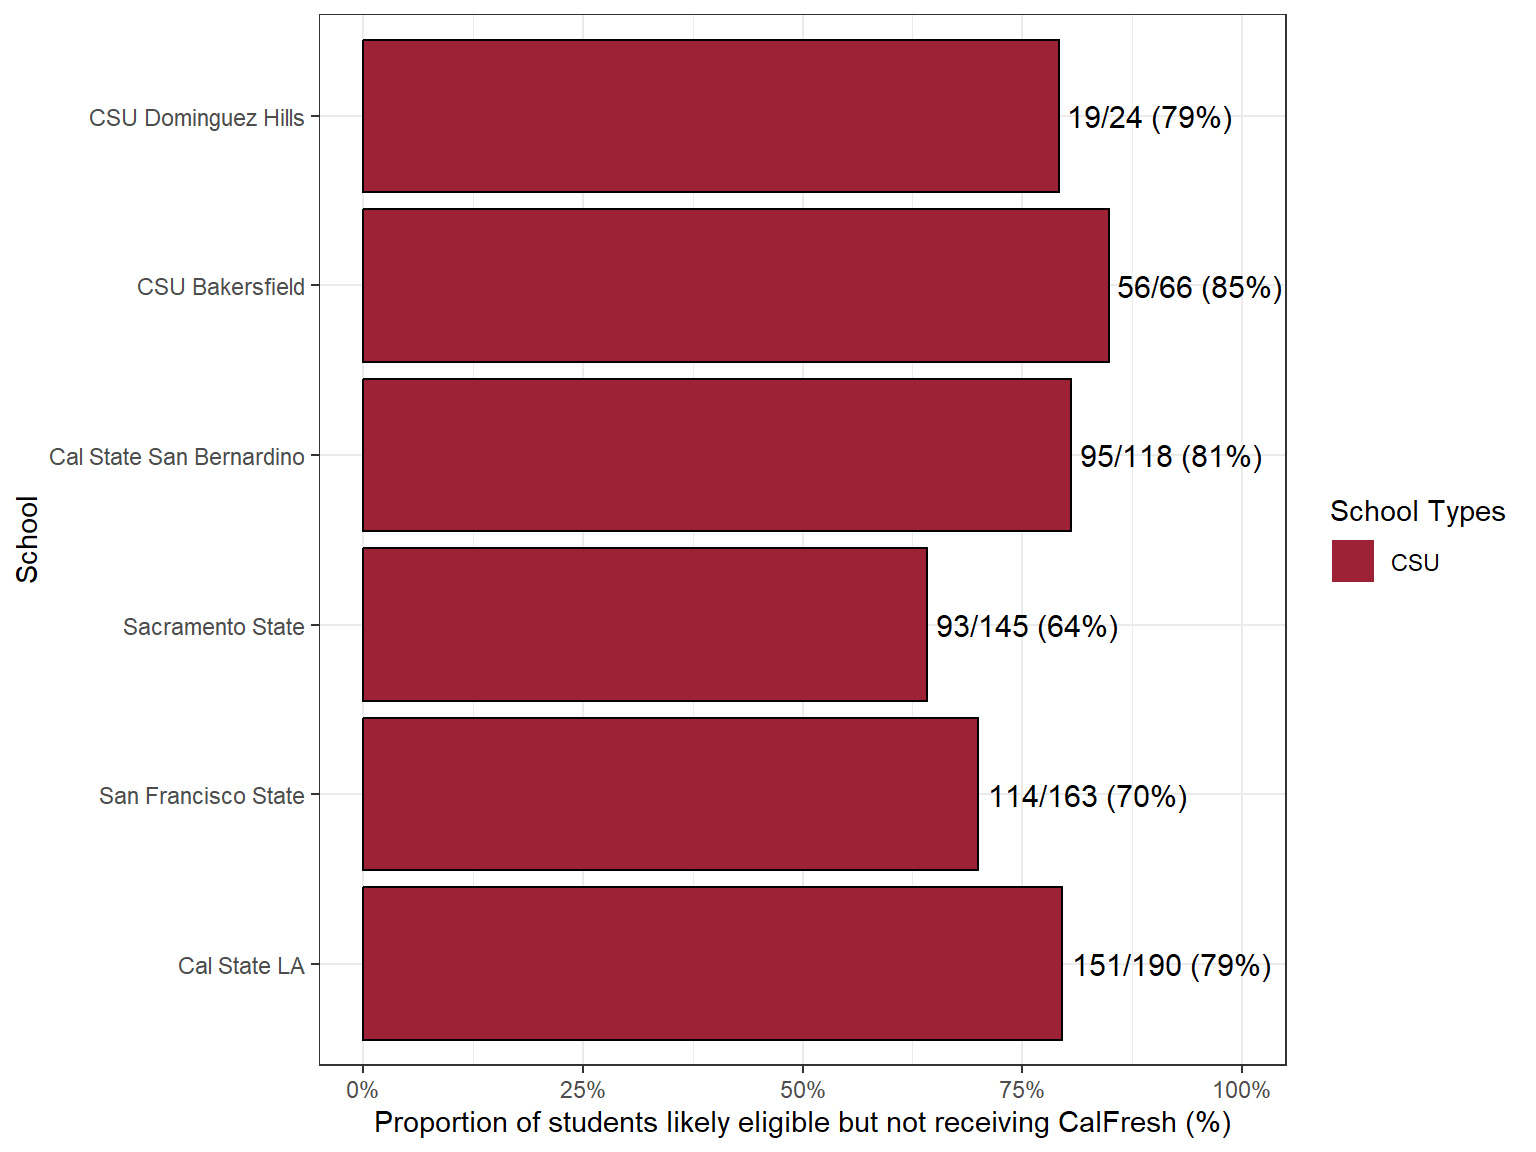 CSU Dominguez Hills
19/24 (79%)
CSU Bakersfield
56/66 (85%)
Cal State San Bernardino
95/118 (81%)
Sacramento State
93/145 (64%)
San Francisco State
114/163 (70%)
Cal State LA
151/190 (79%)
School
0% 25% 50% 75% 100%
Proportion of students likely eligible but not receiving CalFresh (%)
School Types
CSU